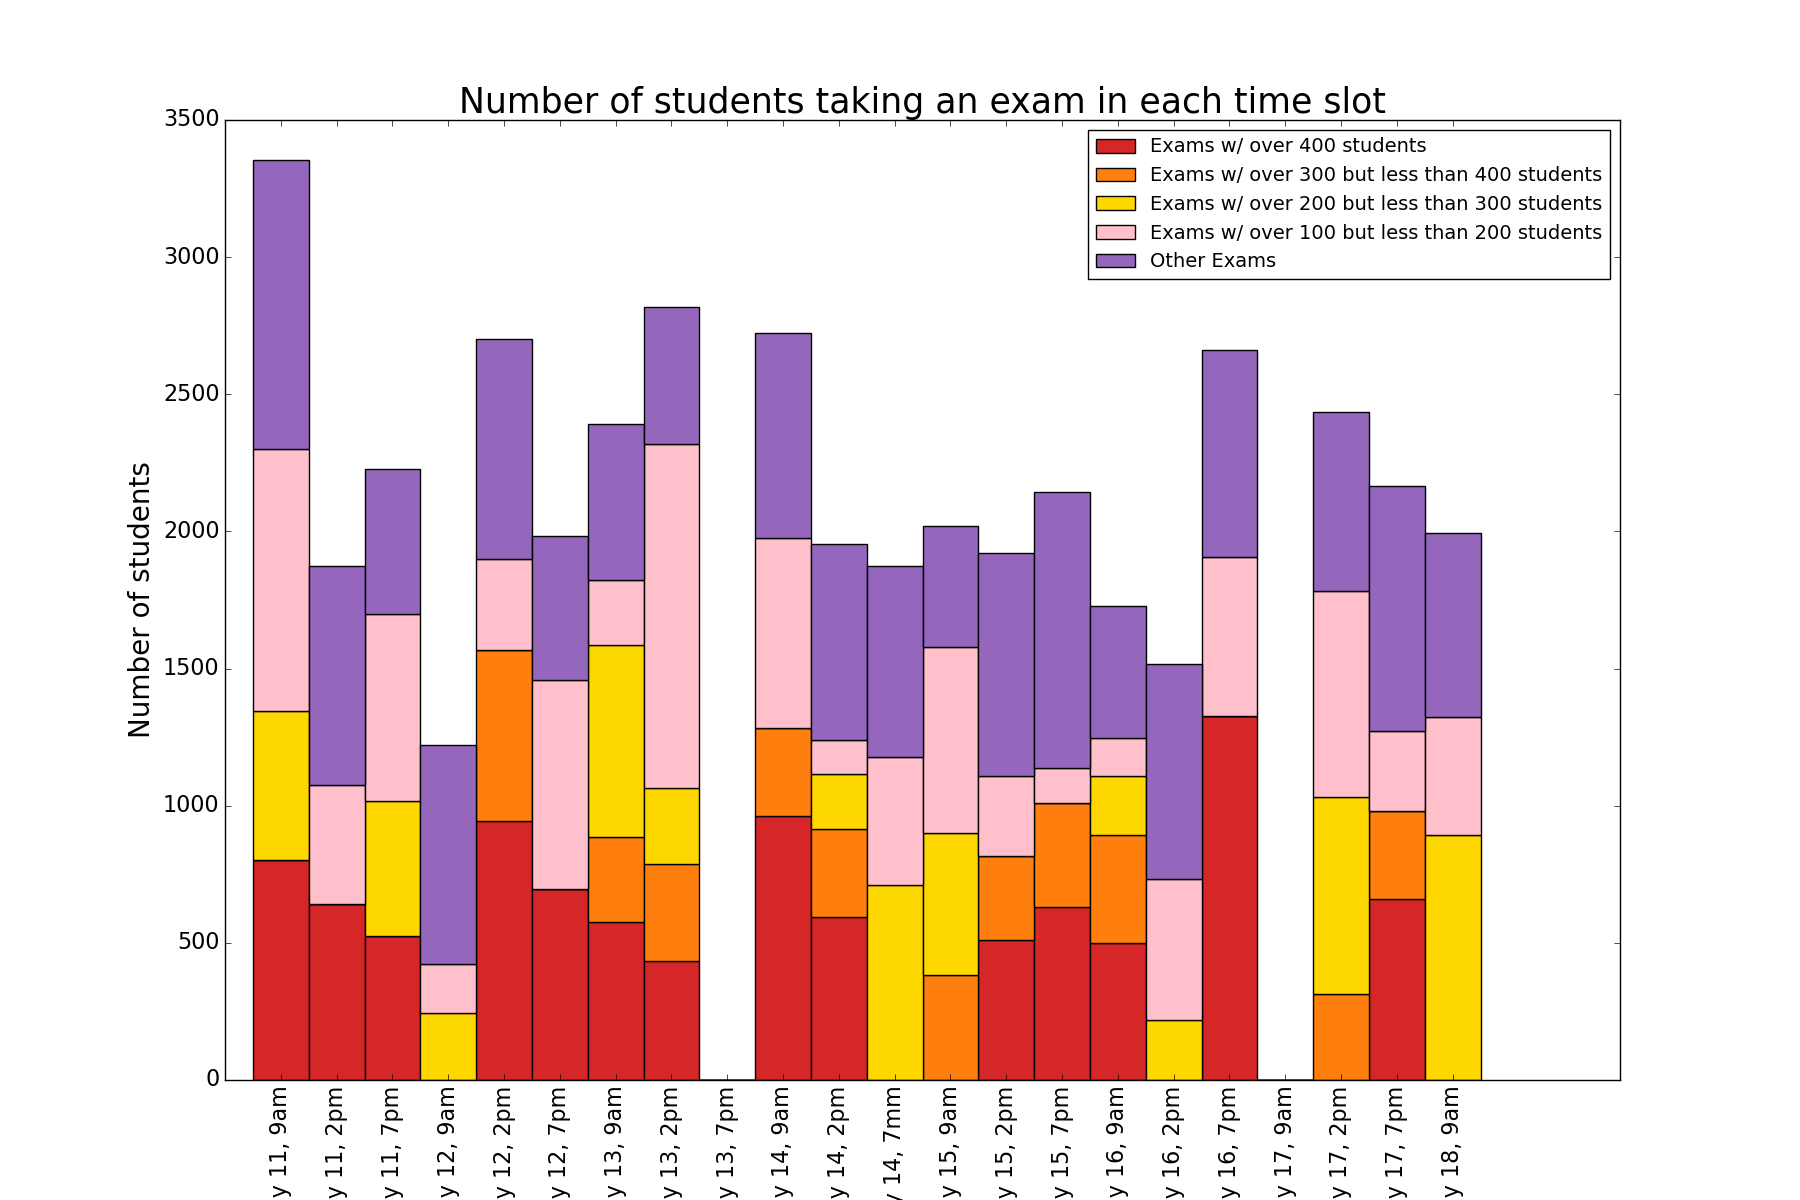 Number of students taking an exam in each time slot
3500
3000
2500
2000
1500
1000
500
0
Number of students
Exams w/ over 400 students
Exams w/ over 300 but less than 400 students
Exams w/ over 200 but less than 300 students
Exams w/ over 100 but less than 200 students
Other Exams
y 11, 9am
y 11, 2pm
y 11, 7pm
y 12, 9am
y 12, 2pm
y 12, 7pm
y 13, 9am
y 13, 2pm
y 13, 7pm
y 14, 9am
y 14, 2pm
y 14, 7mm
y 15, 9am
y 15, 2pm
y 15, 7pm
y 16, 9am
y 16, 2pm
y 16, 7pm
y 17, 9am
y 17, 2pm
y 17, 7pm
y 18, 9am